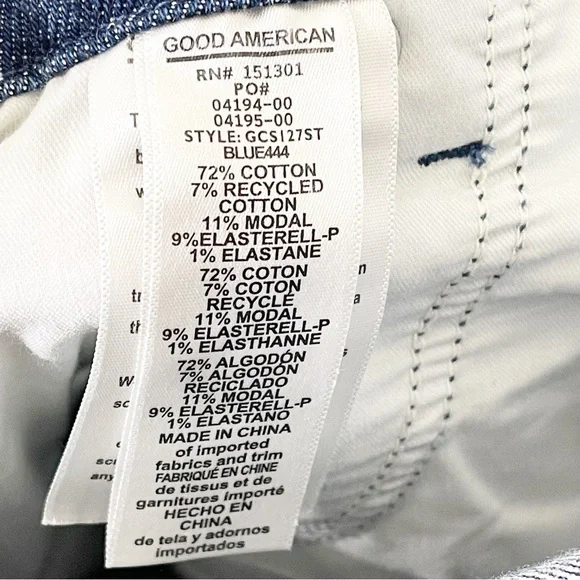 GOOD AMERICAN
RN# 151301
PO#
04194-00
04195-00
STYLE: GCS127ST
BLUE444
72% COTTON
7% RECYCLED
COTTON
11% MODAL
9%ELASTERELL-P
1% ELASTANE
72% COTON
7% COTON
RECYCLÉ
11% MODAL
9% ELASTERELL-P
1% ELASTHANNE
72% ALGODÓN
7% ALGODÓN
RECICLADO
11% MODAL
9% ELASTERELL-P
1% ELASTANO
MADE IN CHINA
of imported
fabrics and trim
FABRIQUÉ EN CHINE
de tissus et de
garnitures importé
HECHO EN
CHINA
de tela y adornos
importados